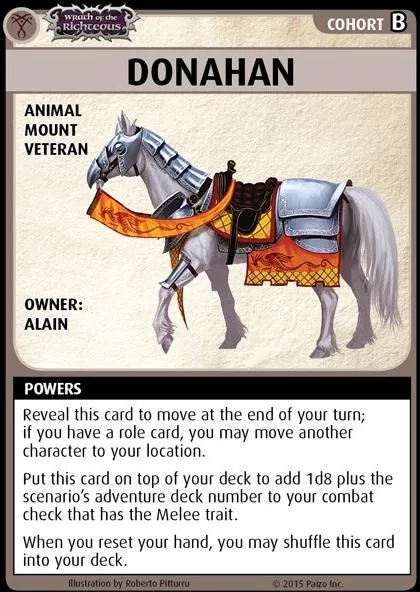 Wrath of the
Righteous
COHORT B
DONAHAN
ANIMAL
MOUNT
VETERAN
OWNER:
ALAIN
POWERS
Reveal this card to move at the end of your turn;
if you have a role card, you may move another
character to your location.
Put this card on top of your deck to add 1d8 plus the
scenario's adventure deck number to your combat
check that has the Melee trait.
When you reset your hand, you may shuffle this card
into your deck.
Illustration by Roberto Pitturru © 2015 Paizo Inc.